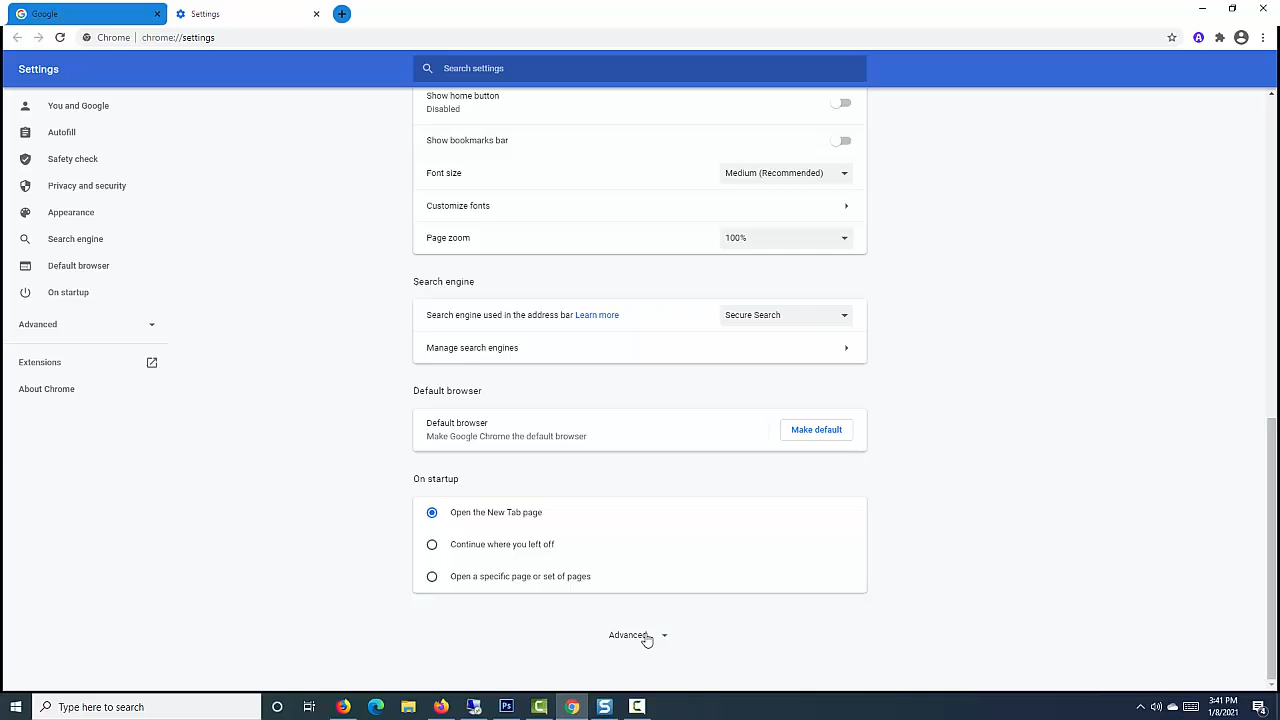 Google
Settings
Chrome
chrome://settings
Settings
Search settings
You and Google
Autofill
Safety check
Privacy and security
Appearance
Search engine
Default browser
On startup
Advanced
Extensions
About Chrome
Show home button
Disabled
Show bookmarks bar
Font size
Medium (Recommended)
Customize fonts
Page zoom
100%
Search engine
Search engine used in the address bar Learn more
Secure Search
Manage search engines
Default browser
Default browser
Make Google Chrome the default browser
Make default
On startup
Open the New Tab page
Continue where you left off
Open a specific page or set of pages
Advanced
Type here to search
3:41 PM
1/8/2021